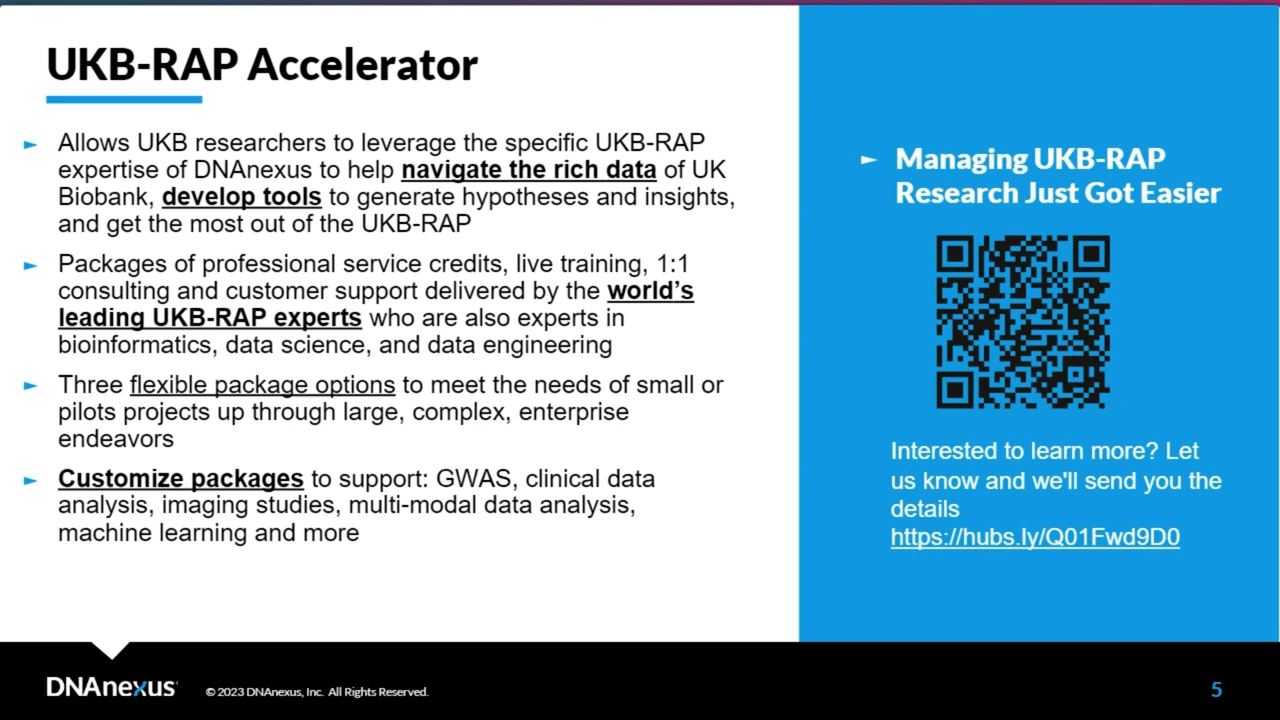 UKB-RAP Accelerator
► Allows UKB researchers to leverage the specific UKB-RAP
expertise of DNAnexus to help navigate the rich data of UK
Biobank, develop tools to generate hypotheses and insights,
and get the most out of the UKB-RAP
► Packages of professional service credits, live training, 1:1
consulting and customer support delivered by the world's
leading UKB-RAP experts who are also experts in
bioinformatics, data science, and data engineering
► Three flexible package options to meet the needs of small or
pilots projects up through large, complex, enterprise
endeavors
► Customize packages to support: GWAS, clinical data
analysis, imaging studies, multi-modal data analysis,
machine learning and more
► Managing UKB-RAP
Research Just Got Easier
Interested to learn more? Let
us know and we'll send you the
details
https://hubs.ly/Q01Fwd9D0
DNAnexus
© 2023 DNAnexus, Inc. All Rights Reserved.
5